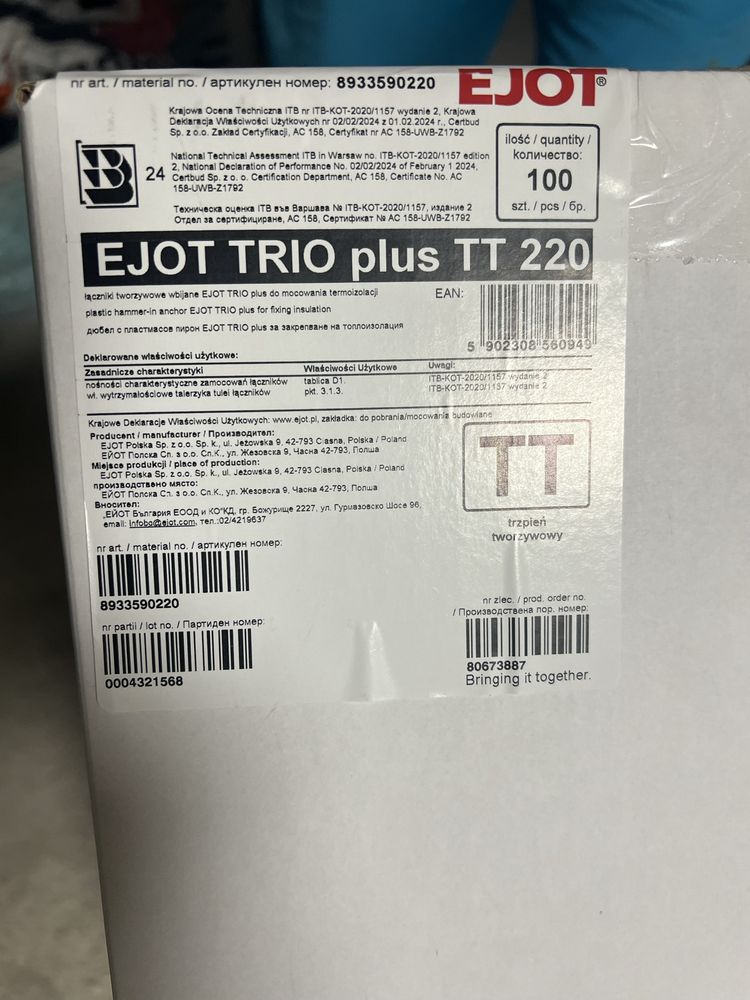 nr art. / material no. / артикулен номер: 8933590220
EJOT®
Krajowa Ocena Techniczna ITB nr ITB-KOT-2020/1157 wydanie 2, Krajowa
Deklaracja Właściwości Użytkowych nr 02/02/2024 z 01.02.2024 r., Certbud
Sp. z o.o. Zakład Certyfikacji, AC 158, Certyfikat nr AC 158-UWB-Z1792
24
National Technical Assessment ITB in Warsaw no. ITB-KOT-2020/1157 edition
2, National Declaration of Performance No. 02/02/2024 of February 1 2024,
Certbud Sp. z o. o. Certification Department, AC 158, Certificate No. AC
158-UWB-Z1792
Техническа оценка ITB във Варшава № ITB-KOT-2020/1157, издание 2
Отдел за сертифициране, AC 158, Сертификат № AC 158-UWB-Z1792
ilość / quantity /
количество:
100
szt. / pcs / бр.
EJOT TRIO plus TT 220
łączniki tworzywowe wbijane EJOT TRIO plus do mocowania termoizolacji
plastic hammer-in anchor EJOT TRIO plus for fixing insulation
дюбел с пластмасов пирон EJOT TRIO plus за закрепване на топлоизолация
EAN:
5 902308 560949
Deklarowane właściwości użytkowe:
Zasadnicze charakterystyki Właściwości Użytkowe Uwagi:
nośności charakterystyczne zamocowań łączników tablica D1. ITB-KOT-2020/1157 wydanie 2
wł. wytrzymałościowe talerzyka tulei łączników pkt. 3.1.3. ITB-KOT-2020/1157 wydanie 2
Krajowe Deklaracje Właściwości Użytkowych: www.ejot.pl, zakładka: do pobrania/mocowania budowlane
Producent / manufacturer / Производител:
EJOT Polska Sp. z o.o. Sp. k., ul. Jeżowska 9, 42-793 Ciasna, Polska / Poland
ЕЙОТ Полска Сп. з о.о. Сп.К., ул. Жезовска 9, Часна 42-793, Полша
Miejsce produkcji / place of production:
EJOT Polska Sp. z o.o. Sp. k., ul. Jeżowska 9, 42-793 Ciasna, Polska / Poland
производствено място:
ЕЙОТ Полска Сп. з о.о. Сп.К., ул. Жезовска 9, Часна 42-793, Полша
Вносител:
„ЕЙОТ България ЕООД и КО"КД, гр. Божурище 2227, ул. Гурмазовско Шосе 96,
email: infobg@ejot.com, тел.:02/4219637
TT
trzpień
tworzywowy
nr art. / material no. / артикулен номер:
8933590220
nr partii / lot no. / Партиден номер:
0004321568
nr zlec. / prod. order no.
/ Производствена пор. номер:
80673887
Bringing it together.